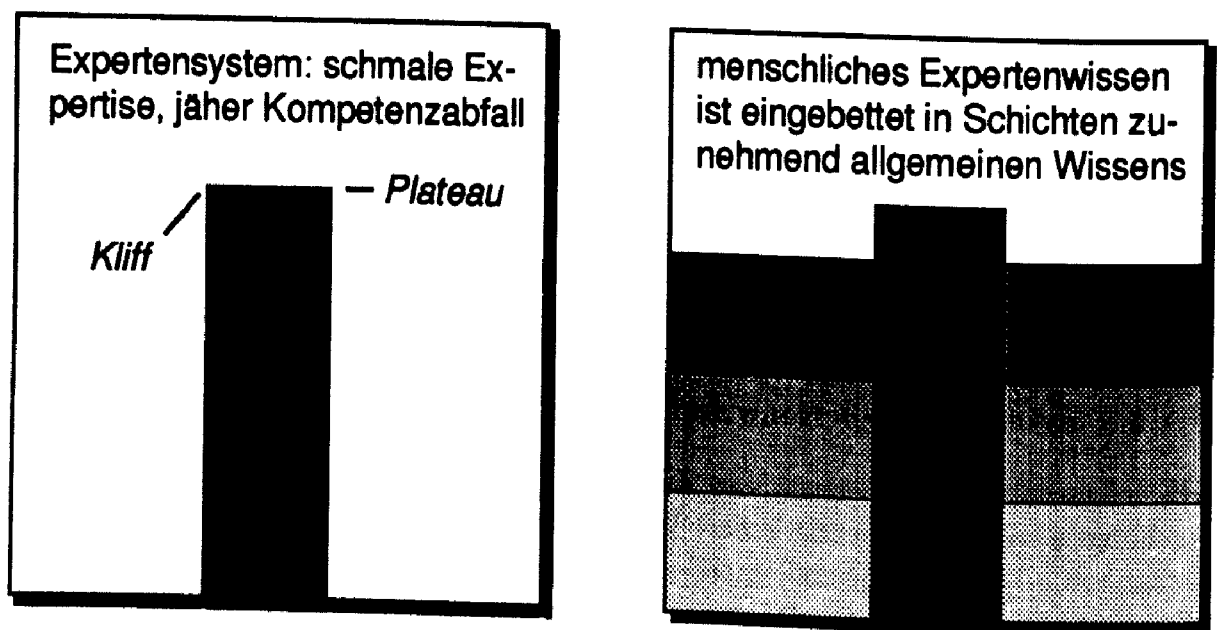 Expertensystem: schmale Ex-
pertise, jäher Kompetenzabfall
Plateau
Kliff
menschliches Expertenwissen
ist eingebettet in Schichten zu-
nehmend allgemeinen Wissens